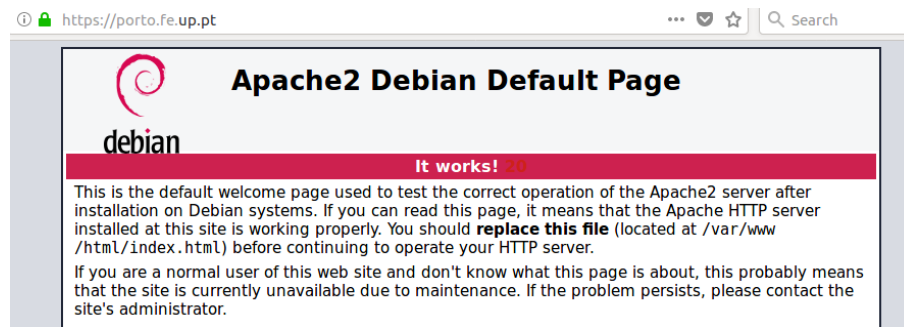 https://porto.fe.up.pt
Search
Apache2 Debian Default Page
debian
It works! 20
This is the default welcome page used to test the correct operation of the Apache2 server after
installation on Debian systems. If you can read this page, it means that the Apache HTTP server
installed at this site is working properly. You should replace this file (located at /var/www
/html/index.html) before continuing to operate your HTTP server.
If you are a normal user of this web site and don't know what this page is about, this probably means
that the site is currently unavailable due to maintenance. If the problem persists, please contact the
site's administrator.